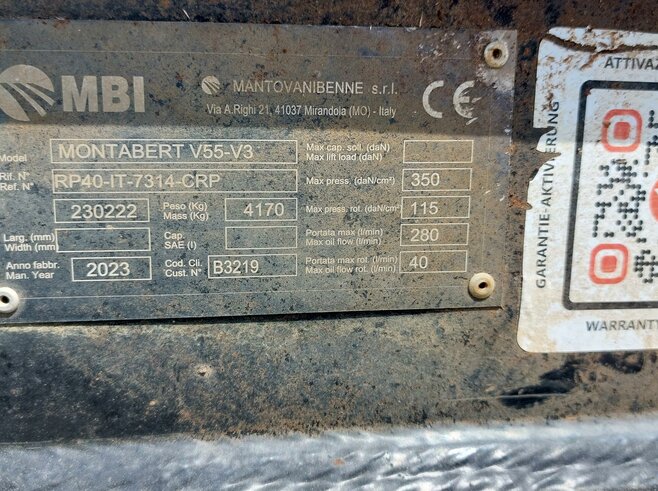 MBI
MANTOVANIBENNE s.r.l.
Via A.Righi 21, 41037 Mirandola (MO) - Italy
CE
Model MONTABERT V55-V3
Rif. N°
Ref. N° RP40-IT-7314-CRP
230222
Peso (Kg)
Mass (Kg) 4170
Larg. (mm)
Width (mm)
Cap.
SAE (l)
Anno fabbr.
Man. Year 2023
Cod. Cli.
Cust. N° B3219
Max cap. soll. (daN)
Max lift load (daN)
Max press. (daN/cm²) 350
Max press. rot. (daN/cm²) 115
Portata max (l/min)
Max oil flow (l/min) 280
Portata max rot. (l/min)
Max oil flow rot. (l/min) 40
ATTIVAZ
GARANTIE-AKTIVIERUNG
WARRANT